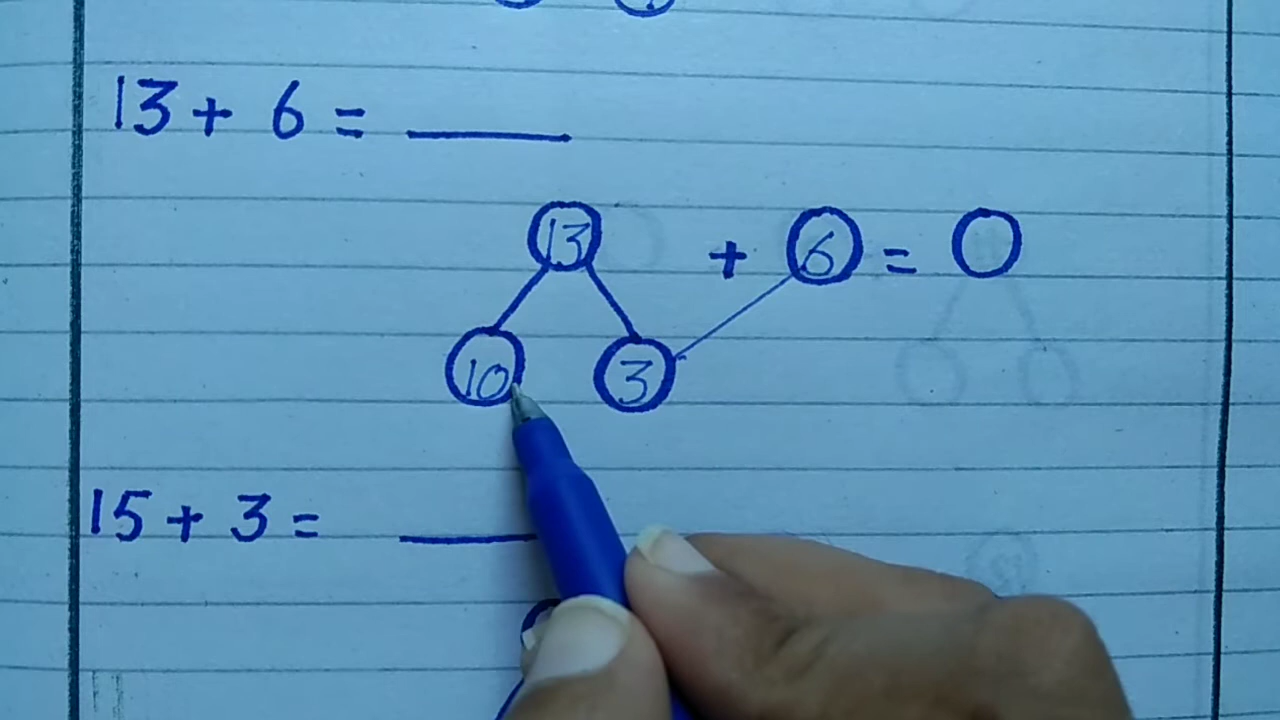 13 + 6 = ____
13 + 6 =
10 3
15 + 3 = ____